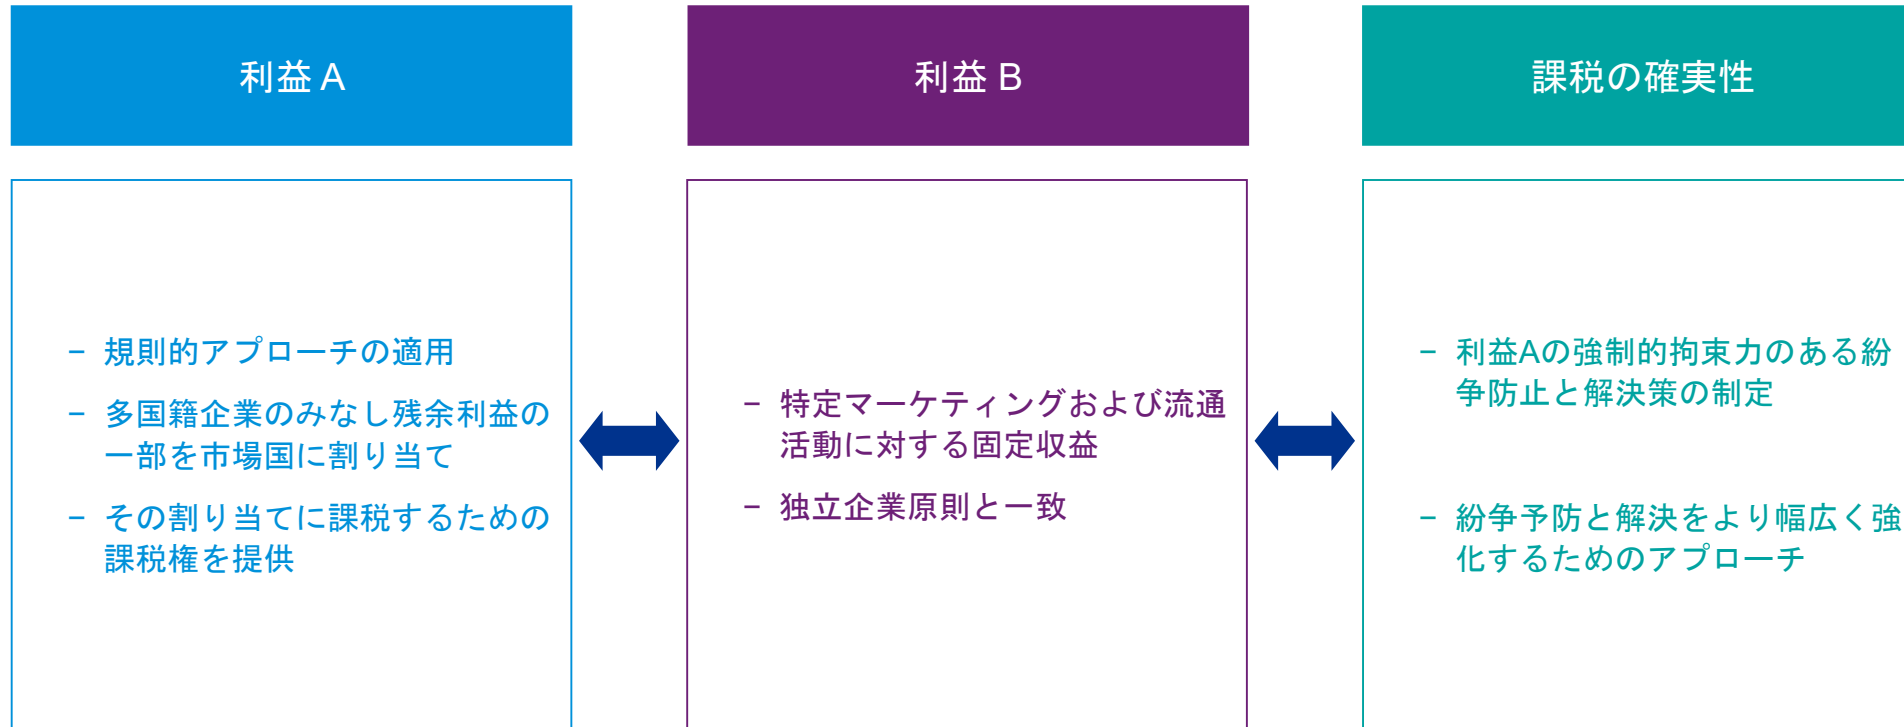 利益 A
– 規則的アプローチの適用
– 多国籍企業のみなし残余利益の
一部を市場国に割り当て
– その割り当てに課税するための
課税権を提供
利益 B
– 特定マーケティングおよび流通
活動に対する固定収益
– 独立企業原則と一致
課税の確実性
– 利益Aの強制的拘束力のある紛
争防止と解決策の制定
– 紛争予防と解決をより幅広く強
化するためのアプローチ